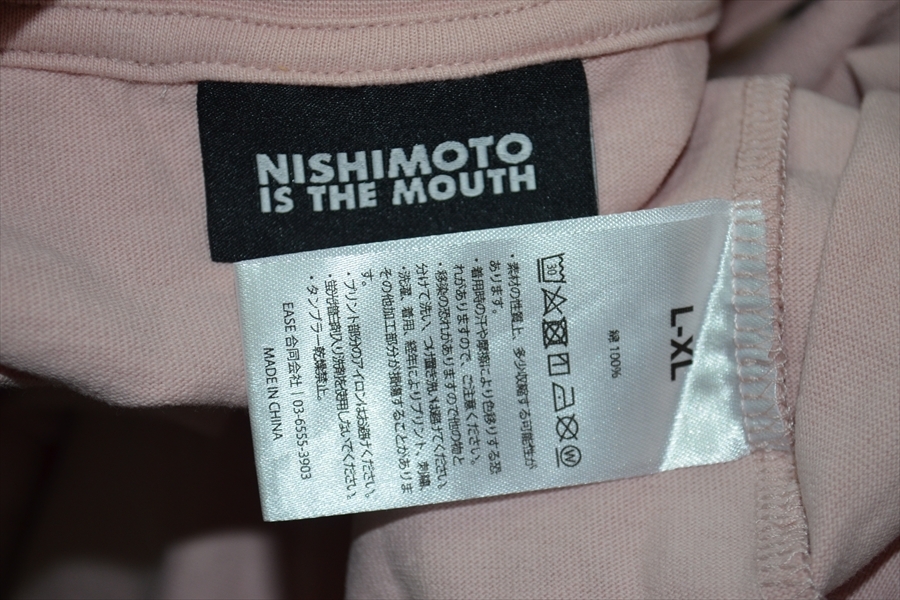 NISHIMOTO
IS THE MOUTH
L-XL
綿 100%
30
W
・素材の性質上、多少収縮する可能性が
あります。
・着用時の汗や摩擦により色移りする恐
れがありますので、ご注意ください。
・移染の恐れがありますので他の物と
分けて洗い、つけ置き洗いは避けてください。
・洗濯、着用、経年によりプリント、刺繍、
その他加工部分が損傷することがありま
す。
・プリント部分のアイロンはお避けください。
・蛍光増白剤入り洗剤を使用しないでください。
・タンブラー乾燥禁止。
EASE 合同会社 | 03-6555-3903
MADE IN CHINA